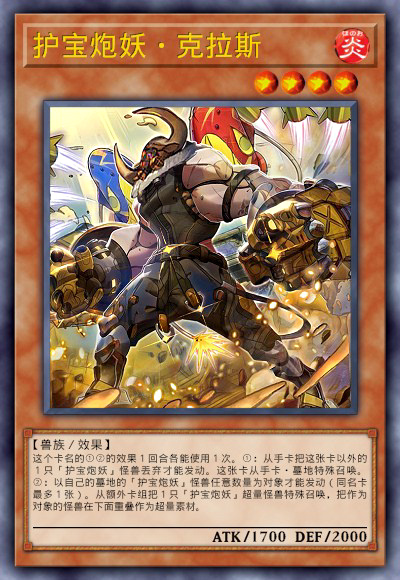 护宝炮妖・克拉斯
ほのお
炎
【兽族／效果】
这个卡名的①②的效果1回合各能使用1次。①：从手卡把这张卡以外的
1只「护宝炮妖」怪兽丢弃才能发动。这张卡从手卡・墓地特殊召唤。
②：以自己的墓地的「护宝炮妖」怪兽任意数量为对象才能发动（同名卡
最多1张）。从额外卡组把1只「护宝炮妖」超量怪兽特殊召唤，把作为
对象的怪兽在下面重叠作为超量素材。
ATK/1700 DEF/2000